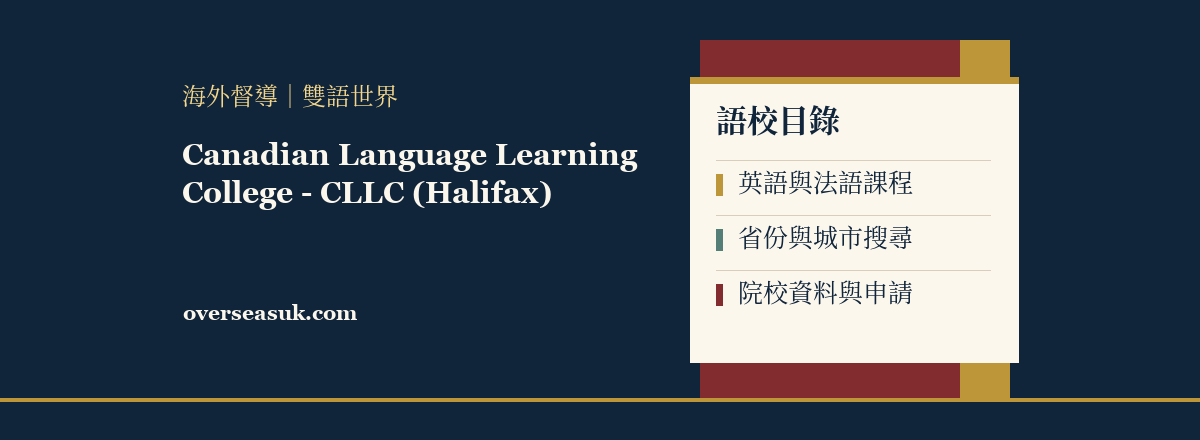 海外督導｜雙語世界
Canadian Language Learning
College - CLLC (Halifax)
overseasuk.com
語校目錄
英語與法語課程
省份與城市搜尋
院校資料與申請